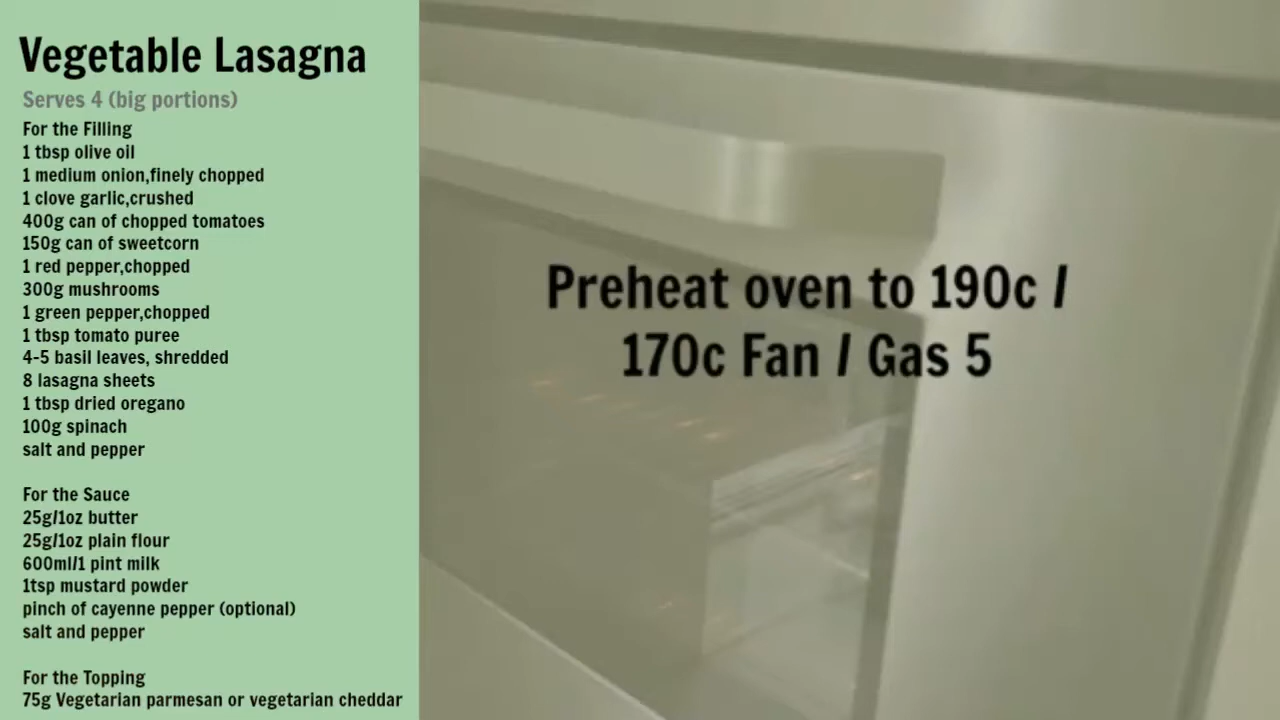 Vegetable Lasagna
Serves 4 (big portions)
For the Filling
1 tbsp olive oil
1 medium onion,finely chopped
1 clove garlic,crushed
400g can of chopped tomatoes
150g can of sweetcorn
1 red pepper,chopped
300g mushrooms
1 green pepper,chopped
1 tbsp tomato puree
4-5 basil leaves, shredded
8 lasagna sheets
1 tbsp dried oregano
100g spinach
salt and pepper
For the Sauce
25g/1oz butter
25g/1oz plain flour
600ml/1 pint milk
1tsp mustard powder
pinch of cayenne pepper (optional)
salt and pepper
For the Topping
75g Vegetarian parmesan or vegetarian cheddar
Preheat oven to 190c /
170c Fan / Gas 5